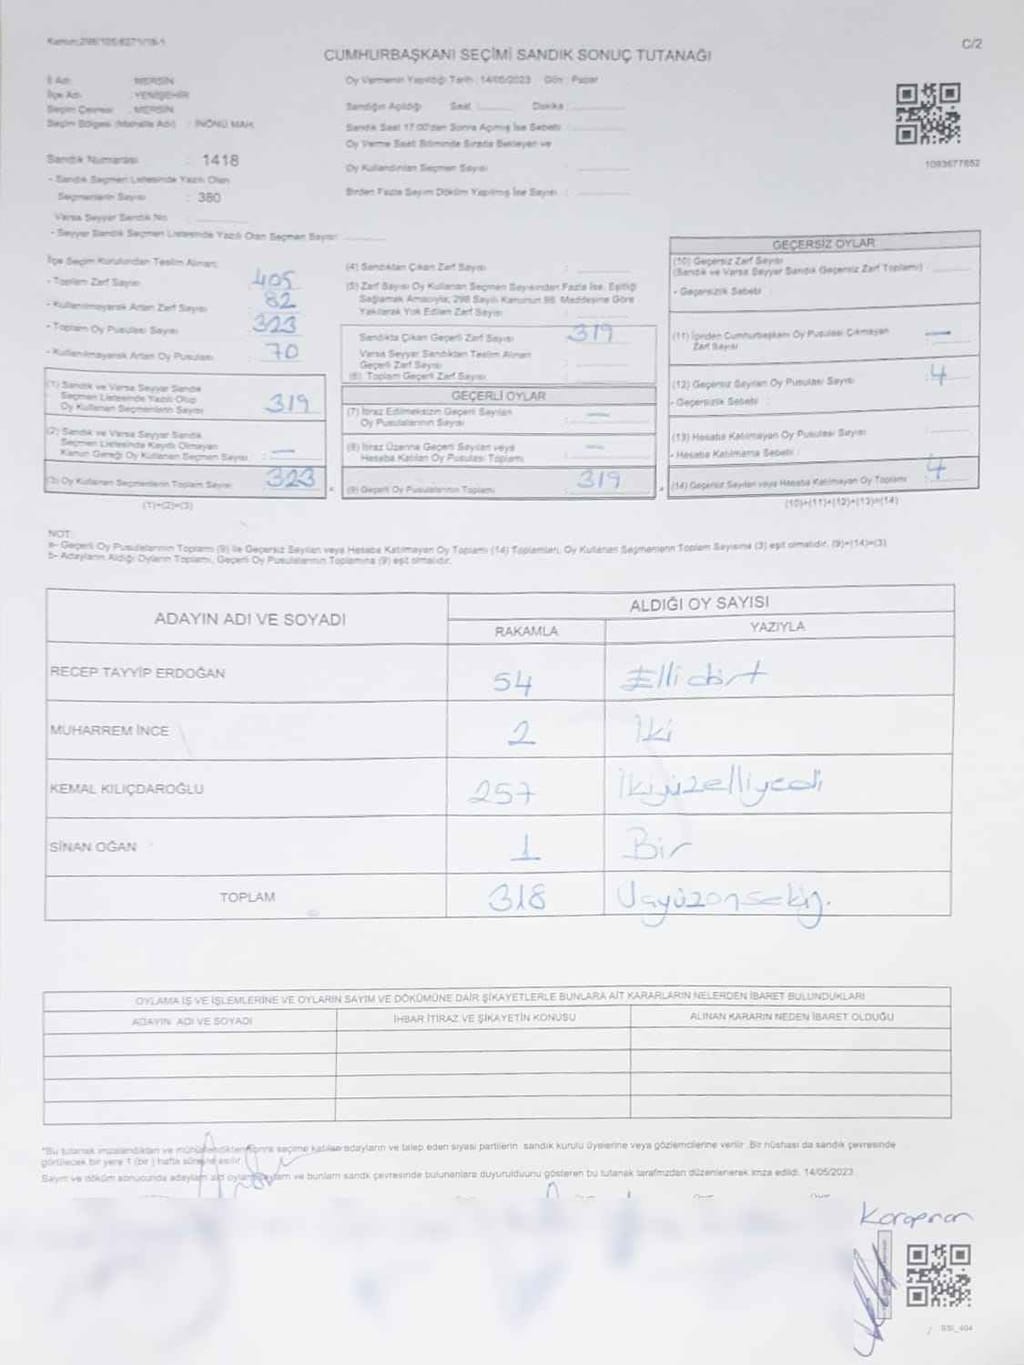 Kanun:298/105/6271/19-1
C/2
CUMHURBAŞKANI SEÇİMİ SANDIK SONUÇ TUTANAĞI
İl Adı : MERSİN
İlçe Adı : YENİŞEHİR
Seçim Çevresi : MERSİN
Seçim Bölgesi (Mahalle Adı) : İNÖNÜ MAH.
Oy Vermenin Yapıldığı Tarih : 14/05/2023 Gün : Pazar
Sandığın Açıldığı Saat Dakika
Sandık Saat 17:00'den Sonra Açılmış İse Sebebi :
Oy Verme Saati Bitiminde Sırada Bekleyen ve
Oy Kullandırılan Seçmen Sayısı :
Birden Fazla Sayım Döküm Yapılmış İse Sayısı :
1093677652
Sandık Numarası : 1418
- Sandık Seçmen Listesinde Yazılı Olan
Seçmenlerin Sayısı : 380
Varsa Seyyar Sandık No :
- Seyyar Sandık Seçmen Listesinde Yazılı Olan Seçmen Sayısı :
İlçe Seçim Kurulundan Teslim Alınan;
- Toplam Zarf Sayısı 405
- Kullanılmayarak Artan Zarf Sayısı 82
- Toplam Oy Pusulası Sayısı 323
- Kullanılmayarak Artan Oy Pusulası 70
(1) Sandık ve Varsa Seyyar Sandık
Seçmen Listesinde Yazılı Olup
Oy Kullanan Seçmenlerin Sayısı 319
(2) Sandık ve Varsa Seyyar Sandık
Seçmen Listesinde Kayıtlı Olmayan
Kanun Gereği Oy Kullanan Seçmen Sayısı : —
(3) Oy Kullanan Seçmenlerin Toplam Sayısı 323
(1)+(2)=(3)
(4) Sandıktan Çıkan Zarf Sayısı :
(5) Zarf Sayısı Oy Kullanan Seçmen Sayısından Fazla İse, Eşitliği
Sağlamak Amacıyla; 298 Sayılı Kanunun 98. Maddesine Göre
Yakılarak Yok Edilen Zarf Sayısı :
Sandıkta Çıkan Geçerli Zarf Sayısı : 319
Varsa Seyyar Sandıktan Teslim Alınan
Geçerli Zarf Sayısı :
(6) Toplam Geçerli Zarf Sayısı :
GEÇERLİ OYLAR
(7) İtiraz Edilmeksizin Geçerli Sayılan
Oy Pusulalarının Sayısı : —
(8) İtiraz Üzerine Geçerli Sayılan veya
Hesaba Katılan Oy Pusulası Toplamı : —
(9) Geçerli Oy Pusulalarının Toplamı : 319
GEÇERSİZ OYLAR
(10) Geçersiz Zarf Sayısı
(Sandık ve Varsa Seyyar Sandık Geçersiz Zarf Toplamı) :
- Geçersizlik Sebebi :
(11) İçinden Cumhurbaşkanı Oy Pusulası Çıkmayan
Zarf Sayısı : —
(12) Geçersiz Sayılan Oy Pusulası Sayısı : 4
- Geçersizlik Sebebi :
(13) Hesaba Katılmayan Oy Pusulası Sayısı :
- Hesaba Katılmama Sebebi :
(14) Geçersiz Sayılan veya Hesaba Katılmayan Oy Toplamı : 4
(10)+(11)+(12)+(13)=(14)
NOT:
a- Geçerli Oy Pusulalarının Toplamı (9) ile Geçersiz Sayılan veya Hesaba Katılmayan Oy Toplamı (14) Toplamları, Oy Kullanan Seçmenlerin Toplam Sayısına (3) eşit olmalıdır. (9)+(14)=(3)
b- Adayların Aldığı Oyların Toplamı, Geçerli Oy Pusulalarının Toplamına (9) eşit olmalıdır.
ADAYIN ADI VE SOYADI
ALDIĞI OY SAYISI
RAKAMLA YAZIYLA
RECEP TAYYİP ERDOĞAN 54 Elli dört
MUHARREM İNCE 2 İki
KEMAL KILIÇDAROĞLU 257 İkiyüzelliyedi
SİNAN OĞAN 1 Bir
TOPLAM 318 Üçyüzonsekiz.
OYLAMA İŞ VE İŞLEMLERİNE VE OYLARIN SAYIM VE DÖKÜMÜNE DAİR ŞİKAYETLERLE BUNLARA AİT KARARLARIN NELERDEN İBARET BULUNDUKLARI
ADAYIN ADI VE SOYADI İHBAR İTİRAZ VE ŞİKAYETİN KONUSU ALINAN KARARIN NEDEN İBARET OLDUĞU
*Bu tutanak imzalandıktan ve mühürlendikten sonra seçime katılan adayların ve talep eden siyasi partilerin sandık kurulu üyelerine veya gözlemcilerine verilir. Bir nüshası da sandık çevresinde
görülecek bir yere 1 (bir) hafta süreyle asılır.
Sayım ve döküm sonucunda adayların ve bunların sandık çevresinde bulunanlara duyurulduğunu gösteren bu tutanak tarafımızdan düzenlenerek imza edildi. 14/05/2023
SSI_404